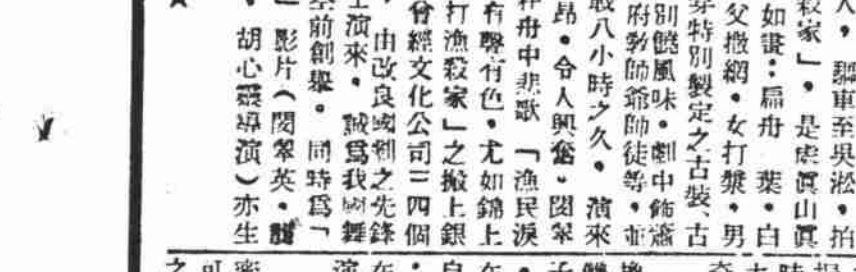 人，驅車至吳淞，拍
殺家」，是處眞山眞
如畫：扁舟一葉，白
父撒網，女打槳，男
穿特別製定之古裝、古
別饒風味。劇中飾蕭
府敎師爺師徒等，並
戰八小時之久。演來
昻，令人興奮。閔翠
舟中悲歌「漁民淚
有聲有色，尤如錦上
打漁殺家」之搬上銀
曾經文化公司三四個
，由改良國劇之先鋒
演來，誠爲我國舞
空前創舉。同時爲「
」影片（閔翠英，
，胡心靈導演）亦生